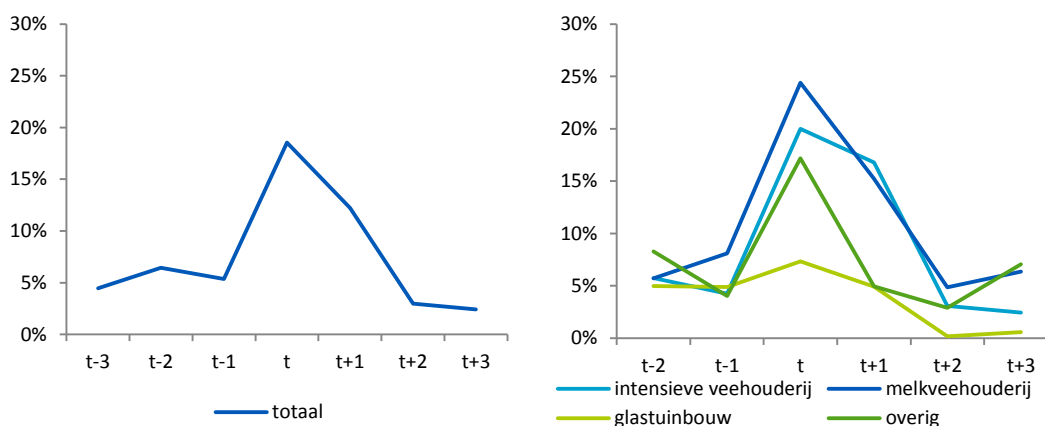 30%
25%
20%
15%
10%
5%
0%
t-3 t-2 t-1 t t+1 t+2 t+3
totaal
30%
25%
20%
15%
10%
5%
0%
t-2 t-1 t t+1 t+2 t+3
intensieve veehouderij melkveehouderij
glastuinbouw overig